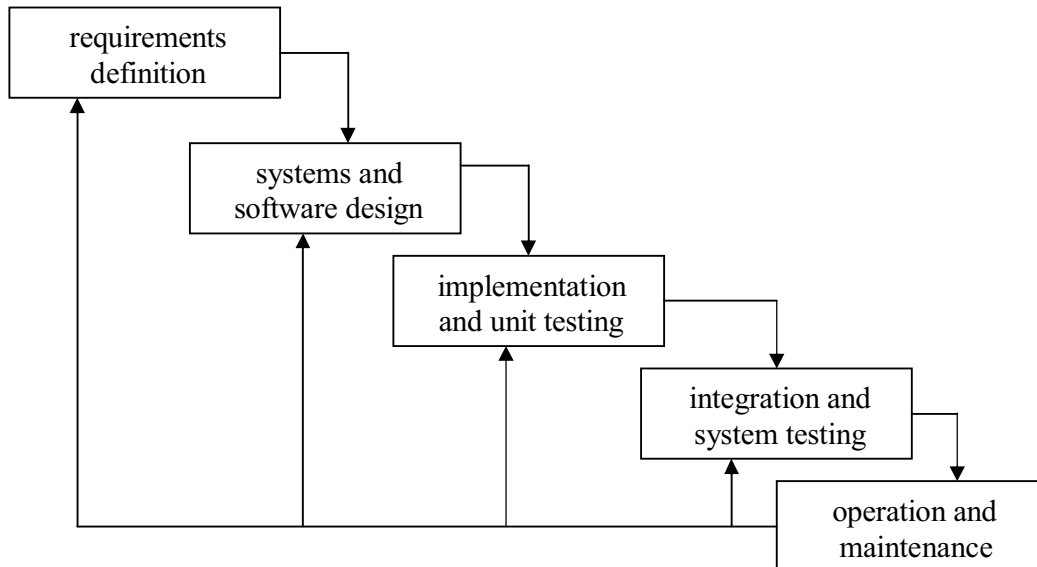 requirements
definition
systems and
software design
implementation
and unit testing
integration and
system testing
operation and
maintenance